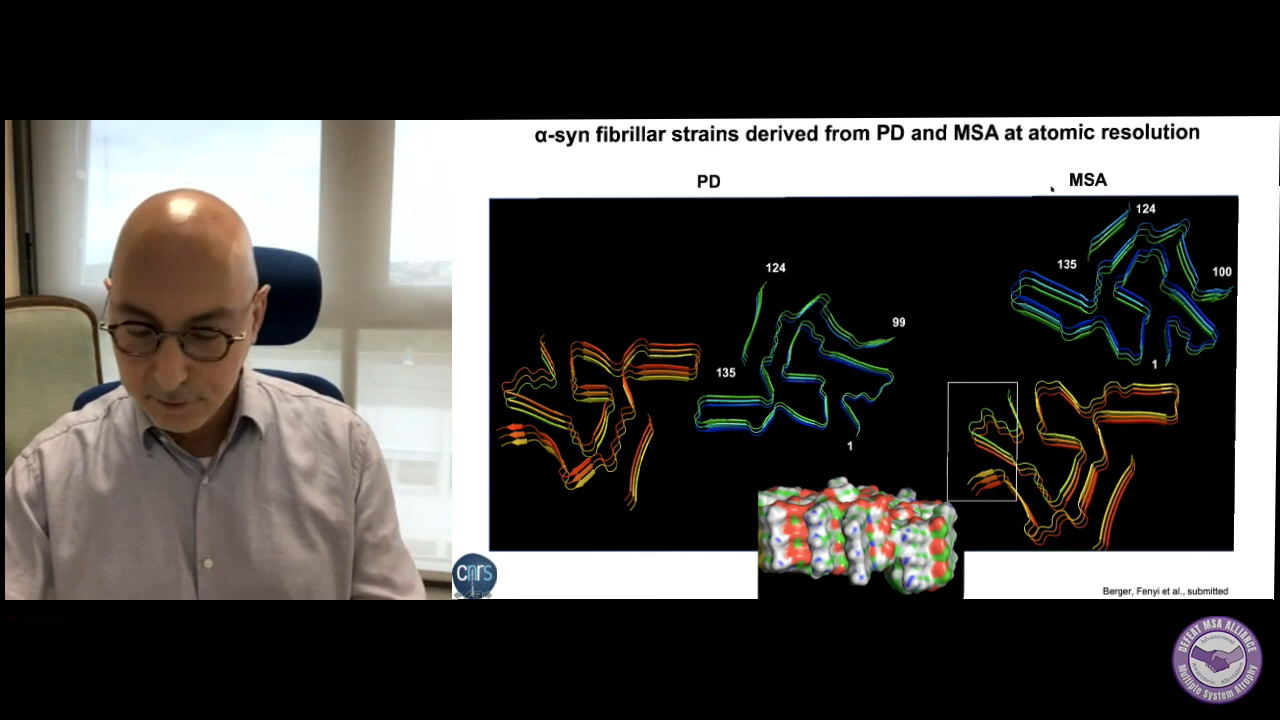 α-syn fibrillar strains derived from PD and MSA at atomic resolution
PD
MSA
124
135
99
1
124
135
100
1
cnrs
Berger, Fenyi et al., submitted
DEFEAT MSA ALLIANCE
Multiple System Atrophy